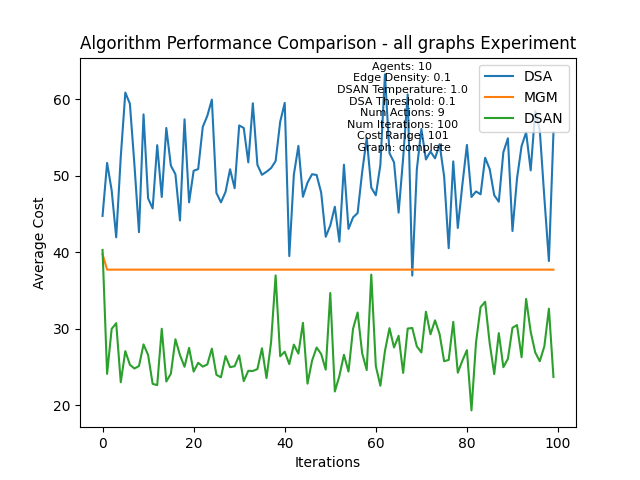 Algorithm Performance Comparison - all graphs Experiment
Agents: 10
Edge Density: 0.1
DSAN Temperature: 1.0
DSA Threshold: 0.1
Num Actions: 9
Num Iterations: 100
Cost Range: 101
Graph: complete
DSA
MGM
DSAN
Average Cost
60
50
40
30
20
0 20 40 60 80 100
Iterations